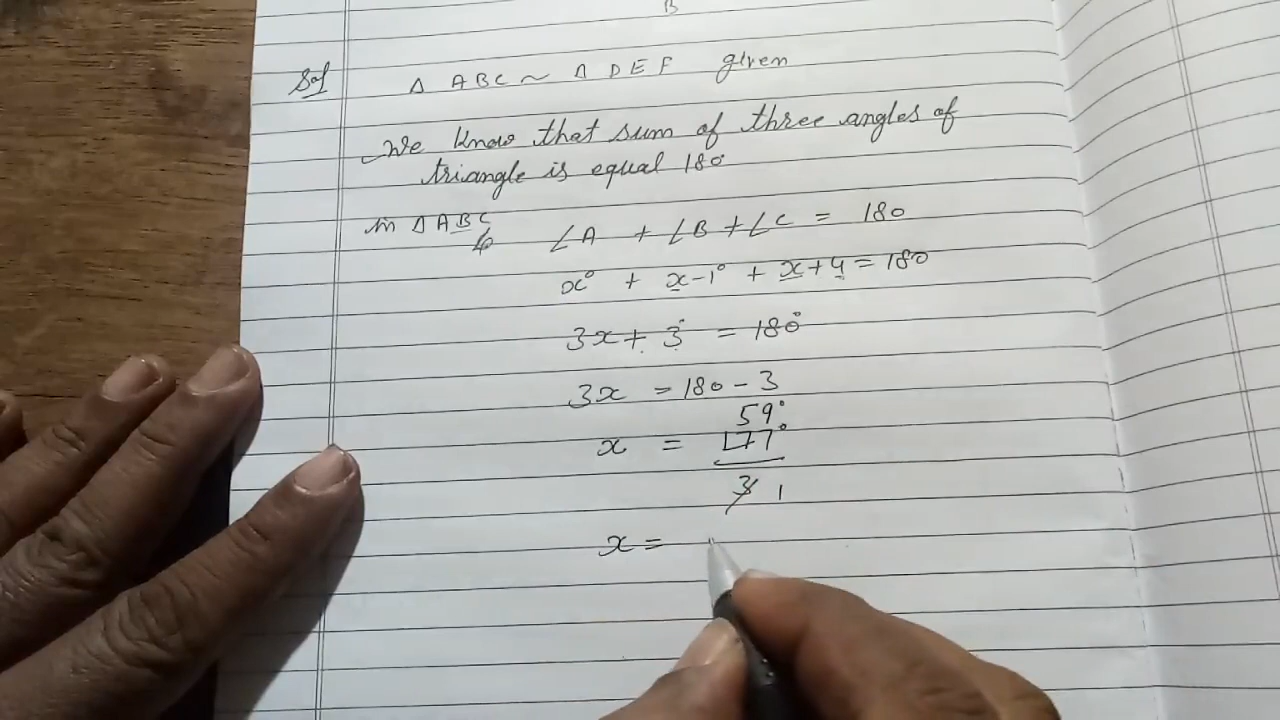 B
Sol
Δ ABC ~ Δ DEF given
We know that sum of three angles of
triangle is equal 180
in Δ ABC
∠A + ∠B + ∠C = 180
x° + x-1° + x+4 = 180
3x + 3° = 180°
3x = 180 - 3
59°
x = 177°
3 1
x =